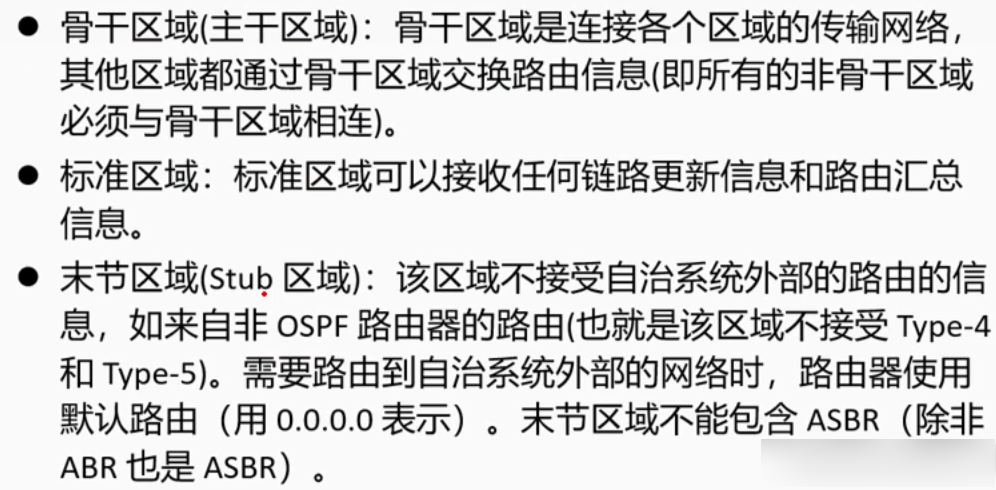 ● 骨干区域(主干区域)：骨干区域是连接各个区域的传输网络，
其他区域都通过骨干区域交换路由信息(即所有的非骨干区域
必须与骨干区域相连)。
● 标准区域：标准区域可以接收任何链路更新信息和路由汇总
信息。
● 末节区域(Stub 区域)：该区域不接受自治系统外部的路由的信
息，如来自非 OSPF 路由器的路由(也就是该区域不接受 Type-4
和 Type-5)。需要路由到自治系统外部的网络时，路由器使用
默认路由（用 0.0.0.0 表示）。末节区域不能包含 ASBR（除非
ABR 也是 ASBR）。